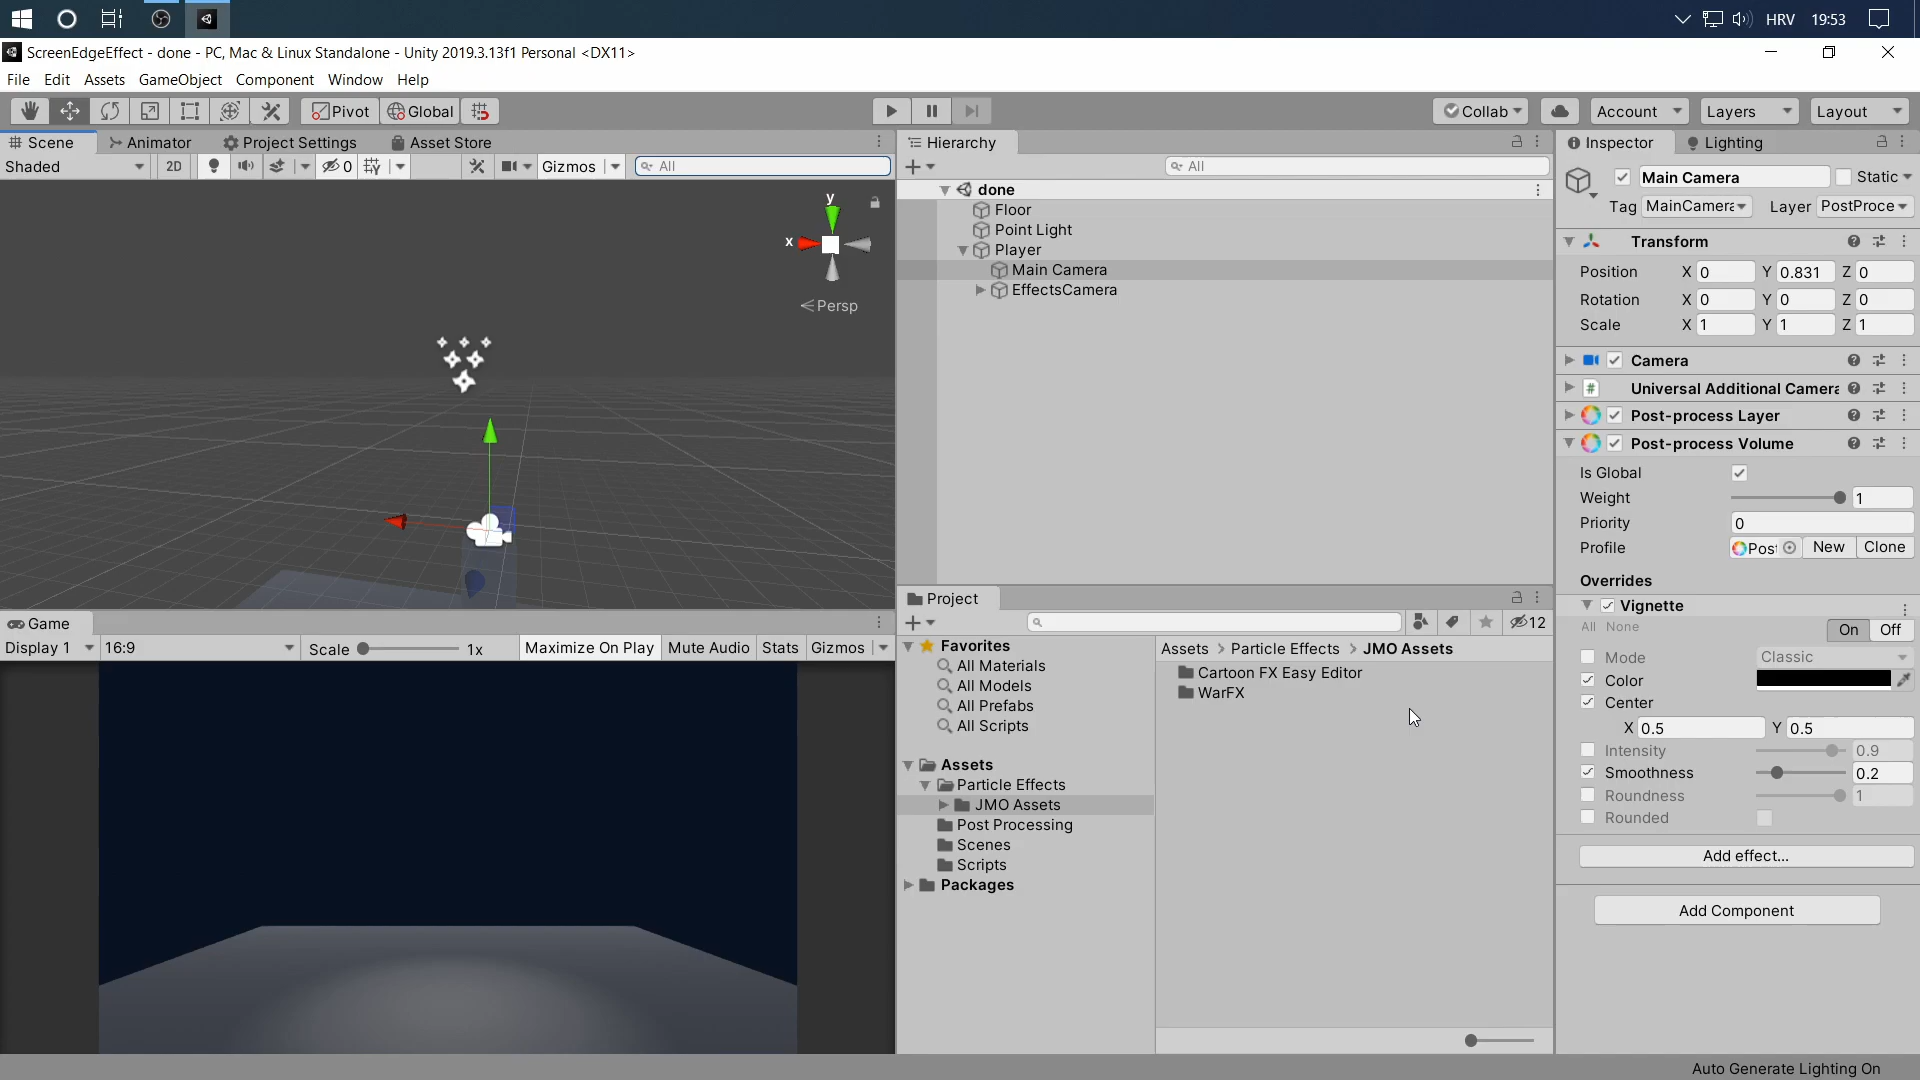 HRV 19:53
ScreenEdgeEffect - done - PC, Mac & Linux Standalone - Unity 2019.3.13f1 Personal <DX11>
File Edit Assets GameObject Component Window Help
Pivot Global Collab Account Layers Layout
Scene Animator Project Settings Asset Store
Shaded 2D 0 Gizmos All
y
x
Persp
Game
Display 1 16:9 Scale 1x Maximize On Play Mute Audio Stats Gizmos
Hierarchy
All
done
Floor
Point Light
Player
Main Camera
EffectsCamera
Project
12
Favorites
All Materials
All Models
All Prefabs
All Scripts
Assets
Particle Effects
JMO Assets
Post Processing
Scenes
Scripts
Packages
Assets > Particle Effects > JMO Assets
Cartoon FX Easy Editor
WarFX
Inspector Lighting
Main Camera Static
Tag MainCamera Layer PostProce
Transform
Position X 0 Y 0.831 Z 0
Rotation X 0 Y 0 Z 0
Scale X 1 Y 1 Z 1
Camera
Universal Additional Camera
Post-process Layer
Post-process Volume
Is Global
Weight 1
Priority 0
Profile Post New Clone
Overrides
Vignette
All None On Off
Mode Classic
Color
Center
X 0.5 Y 0.5
Intensity 0.9
Smoothness 0.2
Roundness 1
Rounded
Add effect...
Add Component
Auto Generate Lighting On